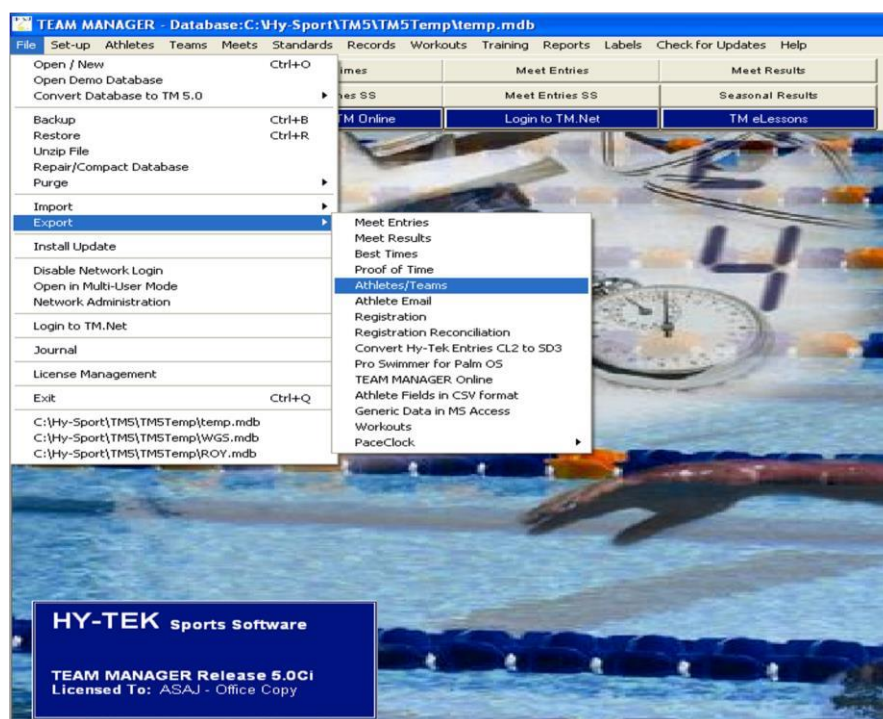 TEAM MANAGER - Database:C:\Hy-Sport\TM5\TM5Temp\temp.mdb
File Set-up Athletes Teams Meets Standards Records Workouts Training Reports Labels Check for Updates Help
Open / New Ctrl+O
Open Demo Database
Convert Database to TM 5.0
Backup Ctrl+B
Restore Ctrl+R
Unzip File
Repair/Compact Database
Purge
Import
Export
Install Update
Disable Network Login
Open in Multi-User Mode
Network Administration
Login to TM.Net
Journal
License Management
Exit Ctrl+Q
C:\Hy-Sport\TM5\TM5Temp\temp.mdb
C:\Hy-Sport\TM5\TM5Temp\WGS.mdb
C:\Hy-Sport\TM5\TM5Temp\ROY.mdb
Meet Entries Meet Results
SS Meet Entries SS Seasonal Results
TM Online Login to TM.Net TM eLessons
Meet Entries
Meet Results
Best Times
Proof of Time
Athletes/Teams
Athlete Email
Registration
Registration Reconciliation
Convert Hy-Tek Entries CL2 to SD3
Pro Swimmer for Palm OS
TEAM MANAGER Online
Athlete Fields in CSV format
Generic Data in MS Access
Workouts
PaceClock
4
HY-TEK Sports Software
TEAM MANAGER Release 5.0Ci
Licensed To: ASAJ - Office Copy